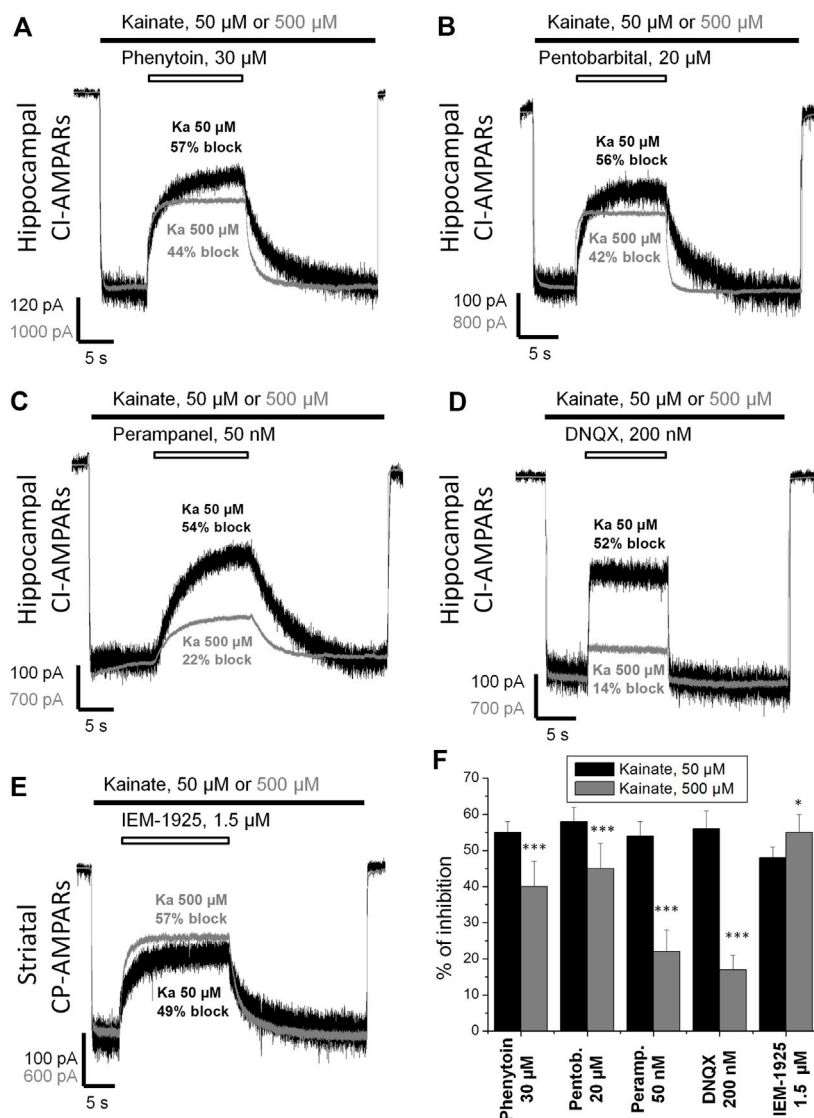 A
Kainate, 50 µM or 500 µM
Phenytoin, 30 µM
Hippocampal
CI-AMPARs
Ka 50 µM
57% block
Ka 500 µM
44% block
120 pA
1000 pA
5 s
B
Kainate, 50 µM or 500 µM
Pentobarbital, 20 µM
Hippocampal
CI-AMPARs
Ka 50 µM
56% block
Ka 500 µM
42% block
100 pA
800 pA
5 s
C
Kainate, 50 µM or 500 µM
Perampanel, 50 nM
Hippocampal
CI-AMPARs
Ka 50 µM
54% block
Ka 500 µM
22% block
100 pA
700 pA
5 s
D
Kainate, 50 µM or 500 µM
DNQX, 200 nM
Hippocampal
CI-AMPARs
Ka 50 µM
52% block
Ka 500 µM
14% block
100 pA
700 pA
5 s
E
Kainate, 50 µM or 500 µM
IEM-1925, 1.5 µM
Striatal
CP-AMPARs
Ka 500 µM
57% block
Ka 50 µM
49% block
100 pA
600 pA
5 s
F
Kainate, 50 µM
Kainate, 500 µM
% of inhibition
70
60
50
40
30
20
10
0
***
***
***
***
*
Phenytoin
30 µM
Pentob.
20 µM
Peramp.
50 nM
DNQX
200 nM
IEM-1925
1.5 µM